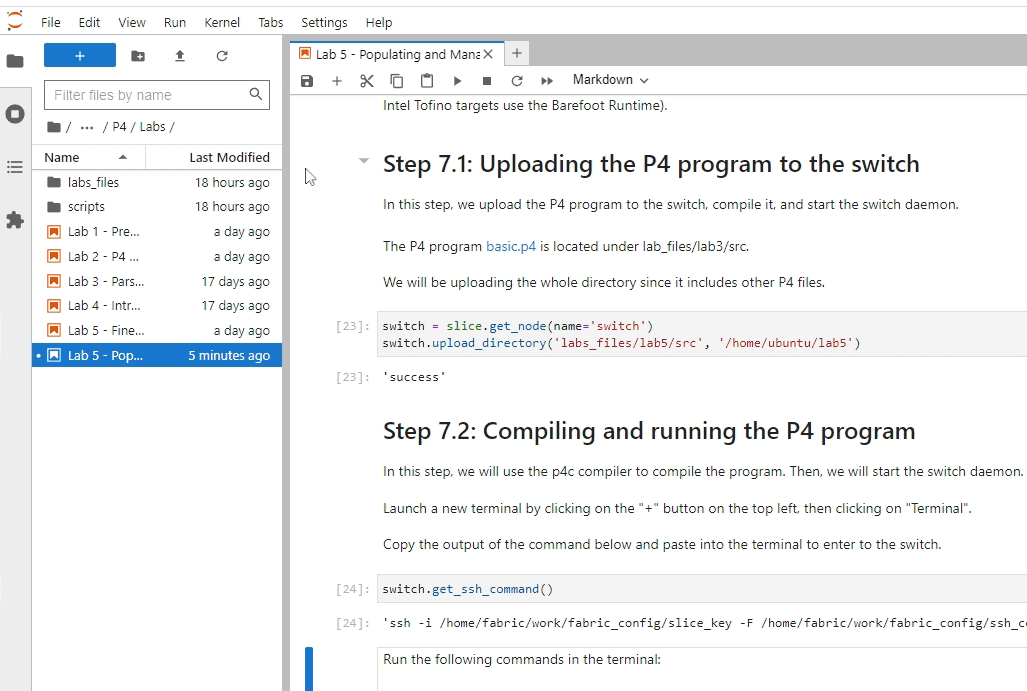 File Edit View Run Kernel Tabs Settings Help
Lab 5 - Populating and Mana
Markdown
Filter files by name
/ ··· / P4 / Labs /
Name Last Modified
labs_files 18 hours ago
scripts 18 hours ago
Lab 1 - Pre... a day ago
Lab 2 - P4 ... a day ago
Lab 3 - Pars... 17 days ago
Lab 4 - Intr... 17 days ago
Lab 5 - Fine... a day ago
Lab 5 - Pop... 5 minutes ago
Intel Tofino targets use the Barefoot Runtime).
Step 7.1: Uploading the P4 program to the switch
In this step, we upload the P4 program to the switch, compile it, and start the switch daemon.
The P4 program basic.p4 is located under lab_files/lab3/src.
We will be uploading the whole directory since it includes other P4 files.
[23]: switch = slice.get_node(name='switch')
switch.upload_directory('labs_files/lab5/src', '/home/ubuntu/lab5')
[23]: 'success'
Step 7.2: Compiling and running the P4 program
In this step, we will use the p4c compiler to compile the program. Then, we will start the switch daemon.
Launch a new terminal by clicking on the "+" button on the top left, then clicking on "Terminal".
Copy the output of the command below and paste into the terminal to enter to the switch.
[24]: switch.get_ssh_command()
[24]: 'ssh -i /home/fabric/work/fabric_config/slice_key -F /home/fabric/work/fabric_config/ssh_co
Run the following commands in the terminal: